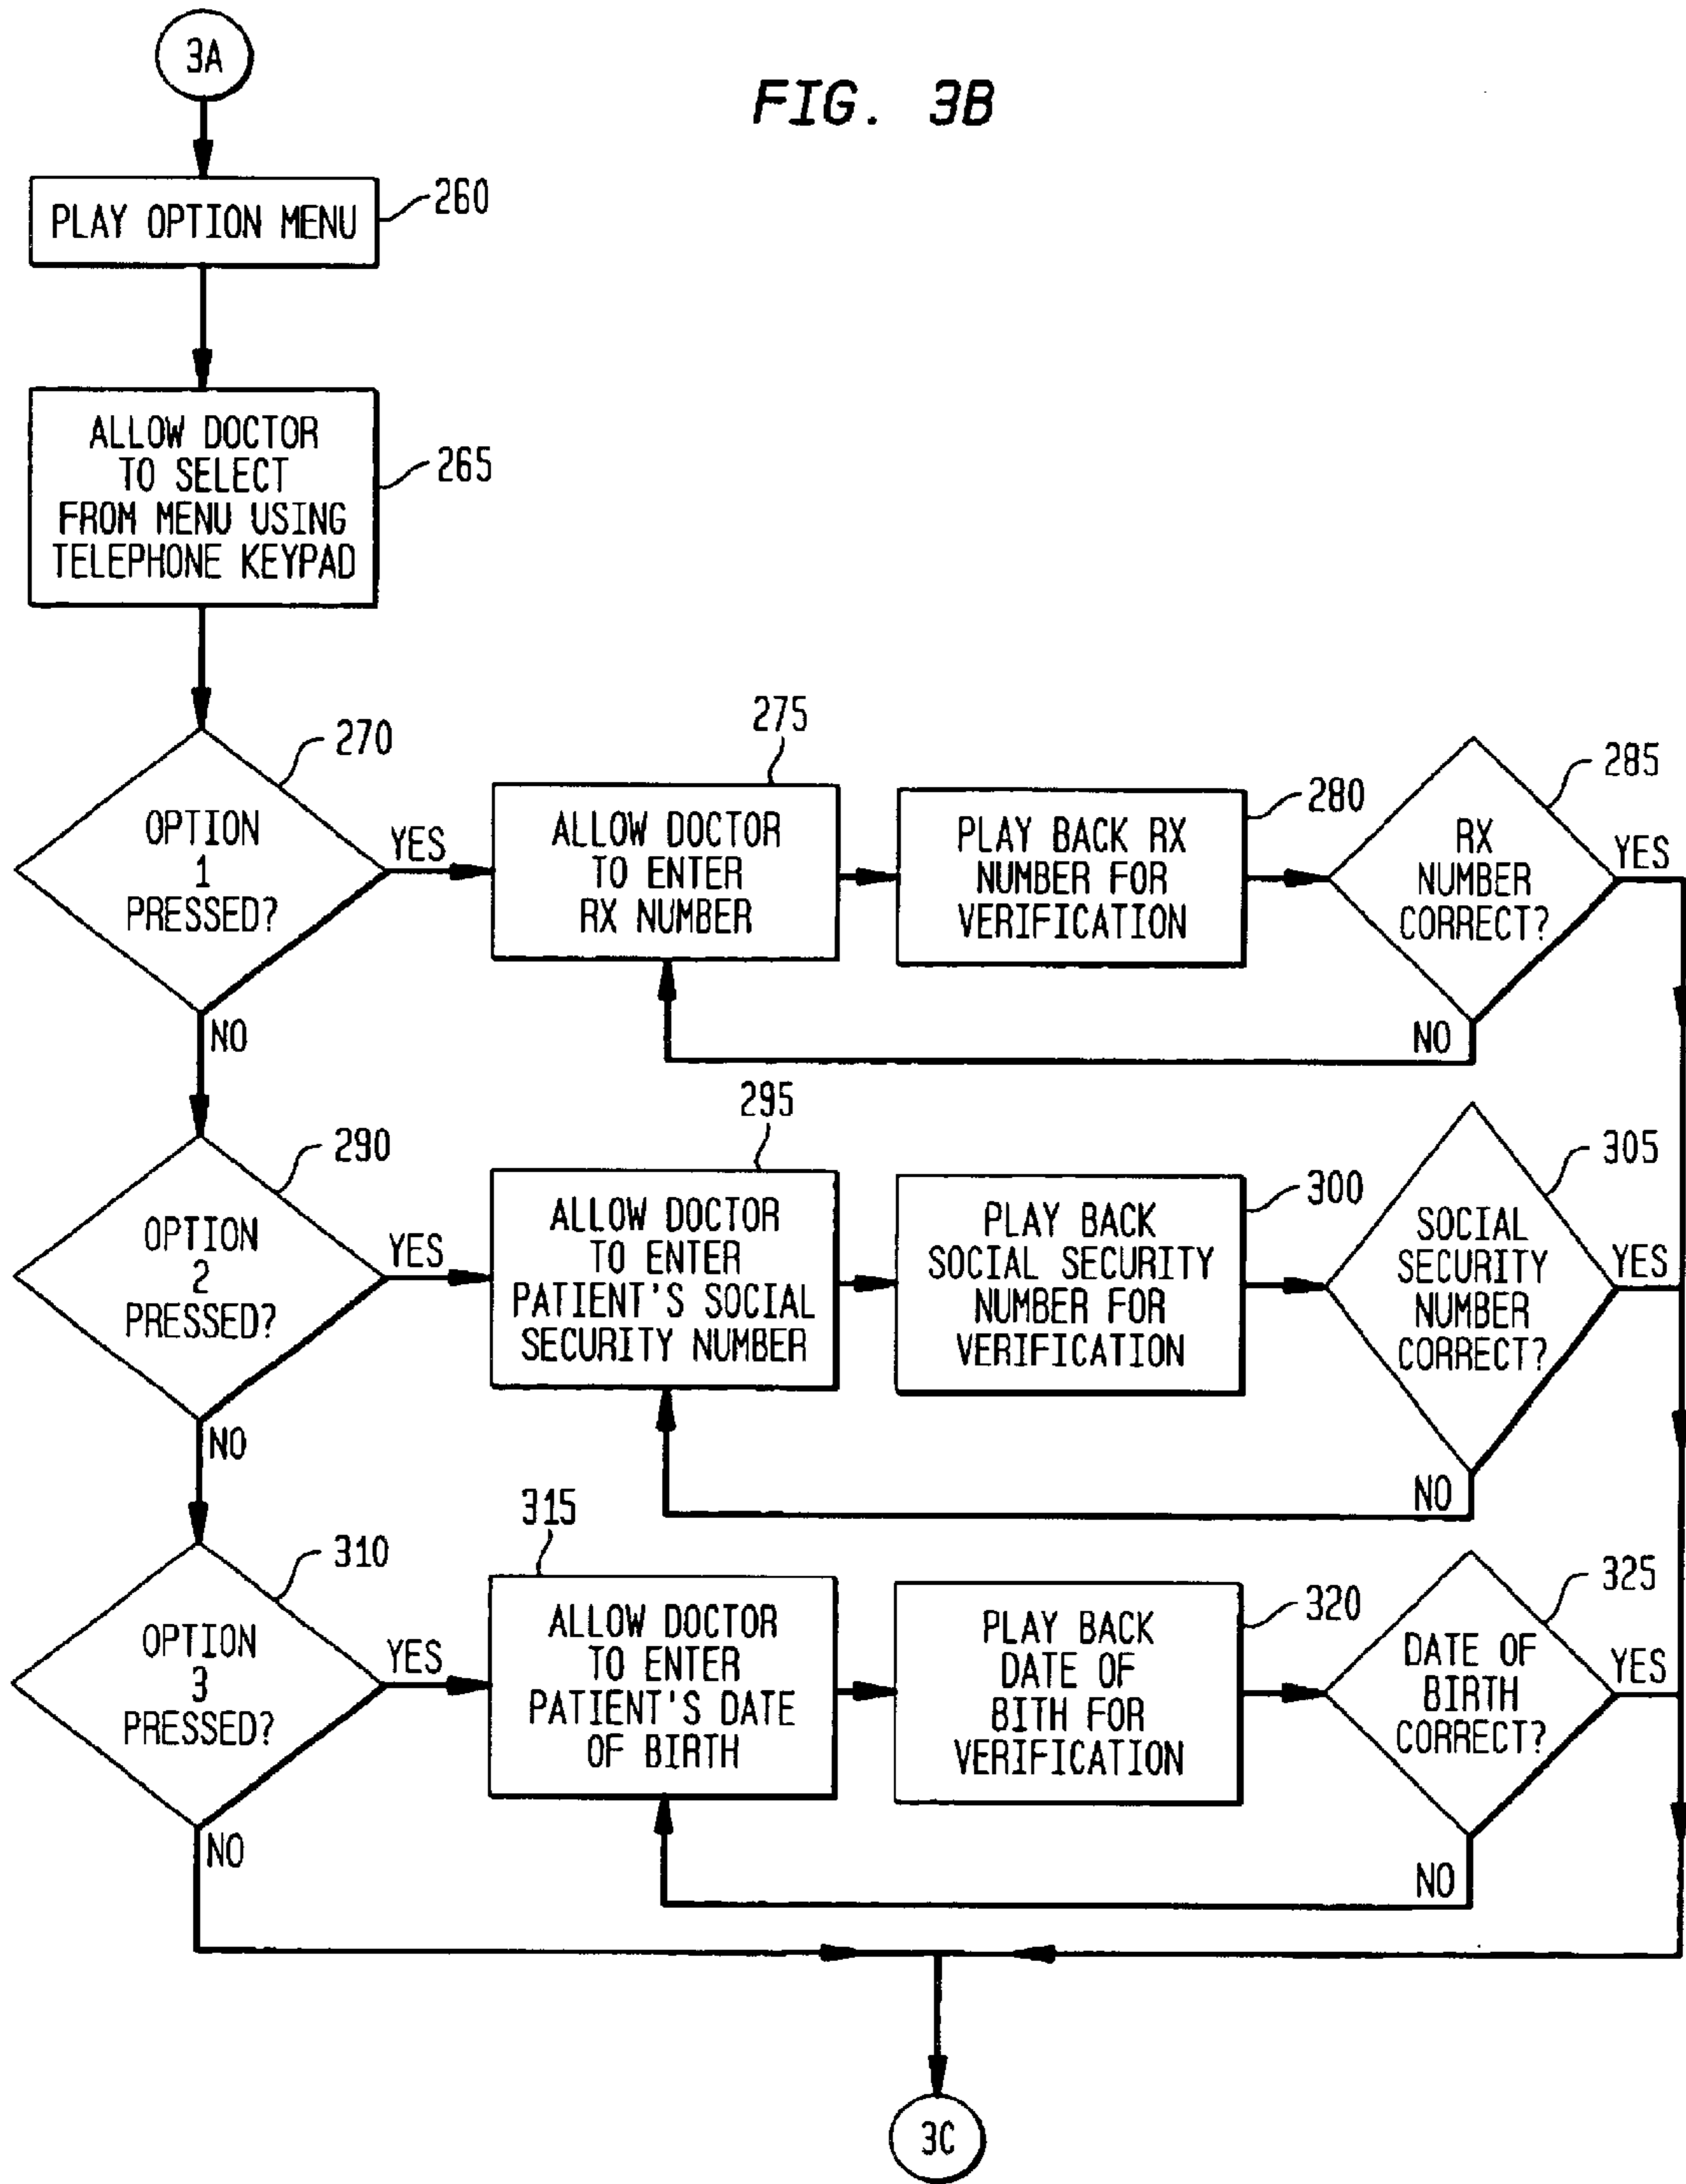 3A
FIG. 3B
PLAY OPTION MENU
260
ALLOW DOCTOR
TO SELECT
FROM MENU USING
TELEPHONE KEYPAD
265
OPTION
1
PRESSED?
270
YES
NO
ALLOW DOCTOR
TO ENTER
RX NUMBER
275
PLAY BACK RX
NUMBER FOR
VERIFICATION
280
RX
NUMBER
CORRECT?
285
YES
NO
OPTION
2
PRESSED?
290
YES
NO
ALLOW DOCTOR
TO ENTER
PATIENT'S SOCIAL
SECURITY NUMBER
295
PLAY BACK
SOCIAL SECURITY
NUMBER FOR
VERIFICATION
300
SOCIAL
SECURITY
NUMBER
CORRECT?
305
YES
NO
OPTION
3
PRESSED?
310
YES
NO
ALLOW DOCTOR
TO ENTER
PATIENT'S DATE
OF BIRTH
315
PLAY BACK
DATE OF
BITH FOR
VERIFICATION
320
DATE OF
BIRTH
CORRECT?
325
YES
NO
3C